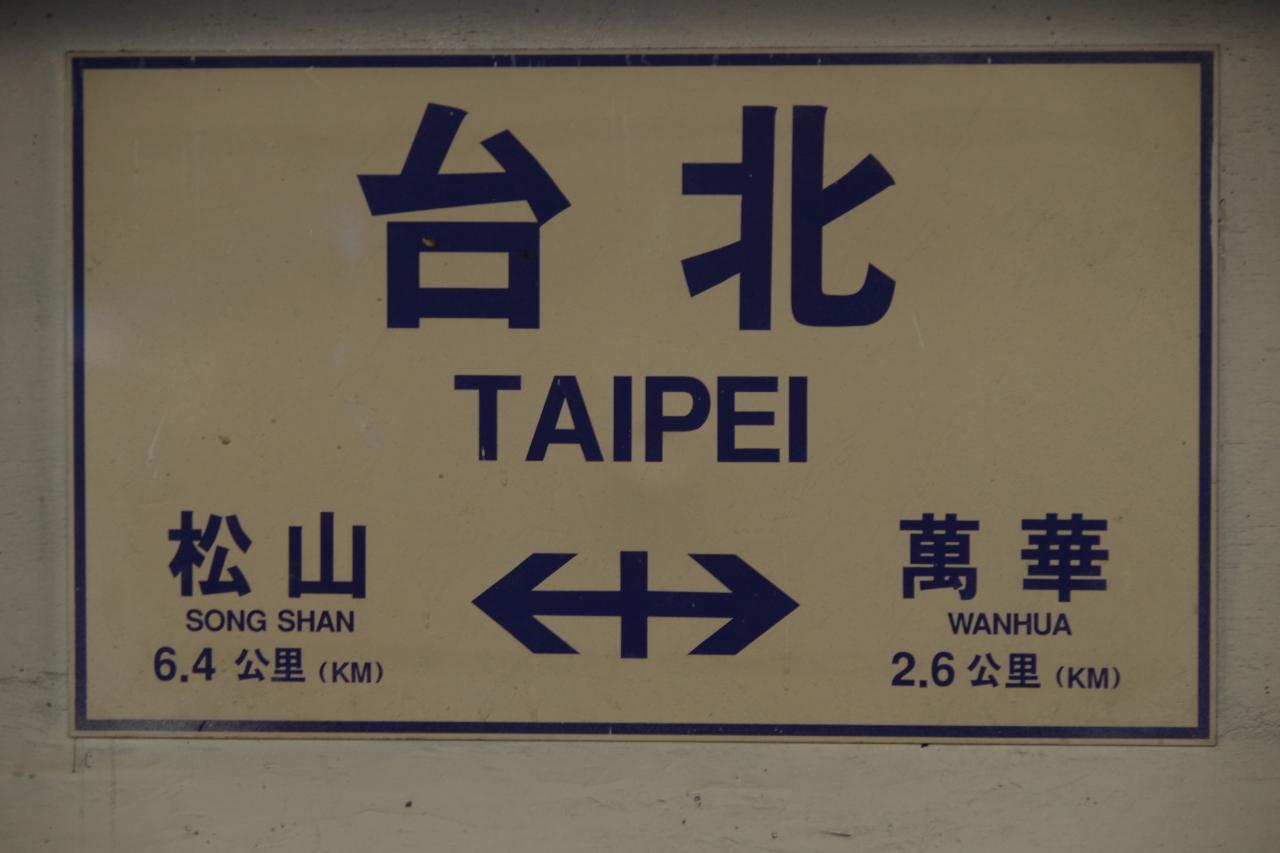 台北
TAIPEI
松山
SONG SHAN
6.4 公里 (KM)
萬華
WANHUA
2.6 公里 (KM)